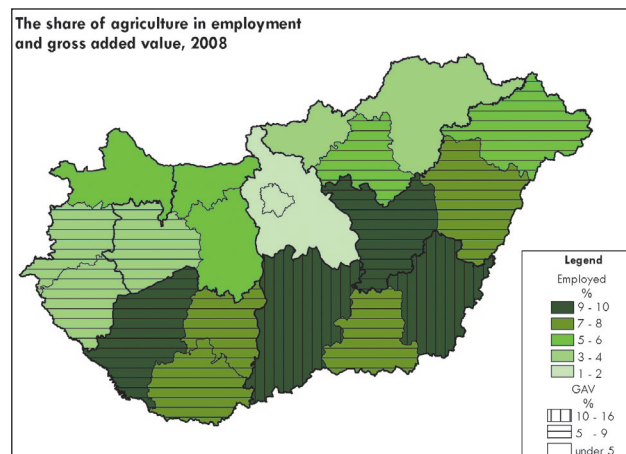 The share of agriculture in employment
and gross added value, 2008
Legend
Employed
%
9 - 10
7 - 8
5 - 6
3 - 4
1 - 2
GAV
%
10 - 16
5 - 9
under 5